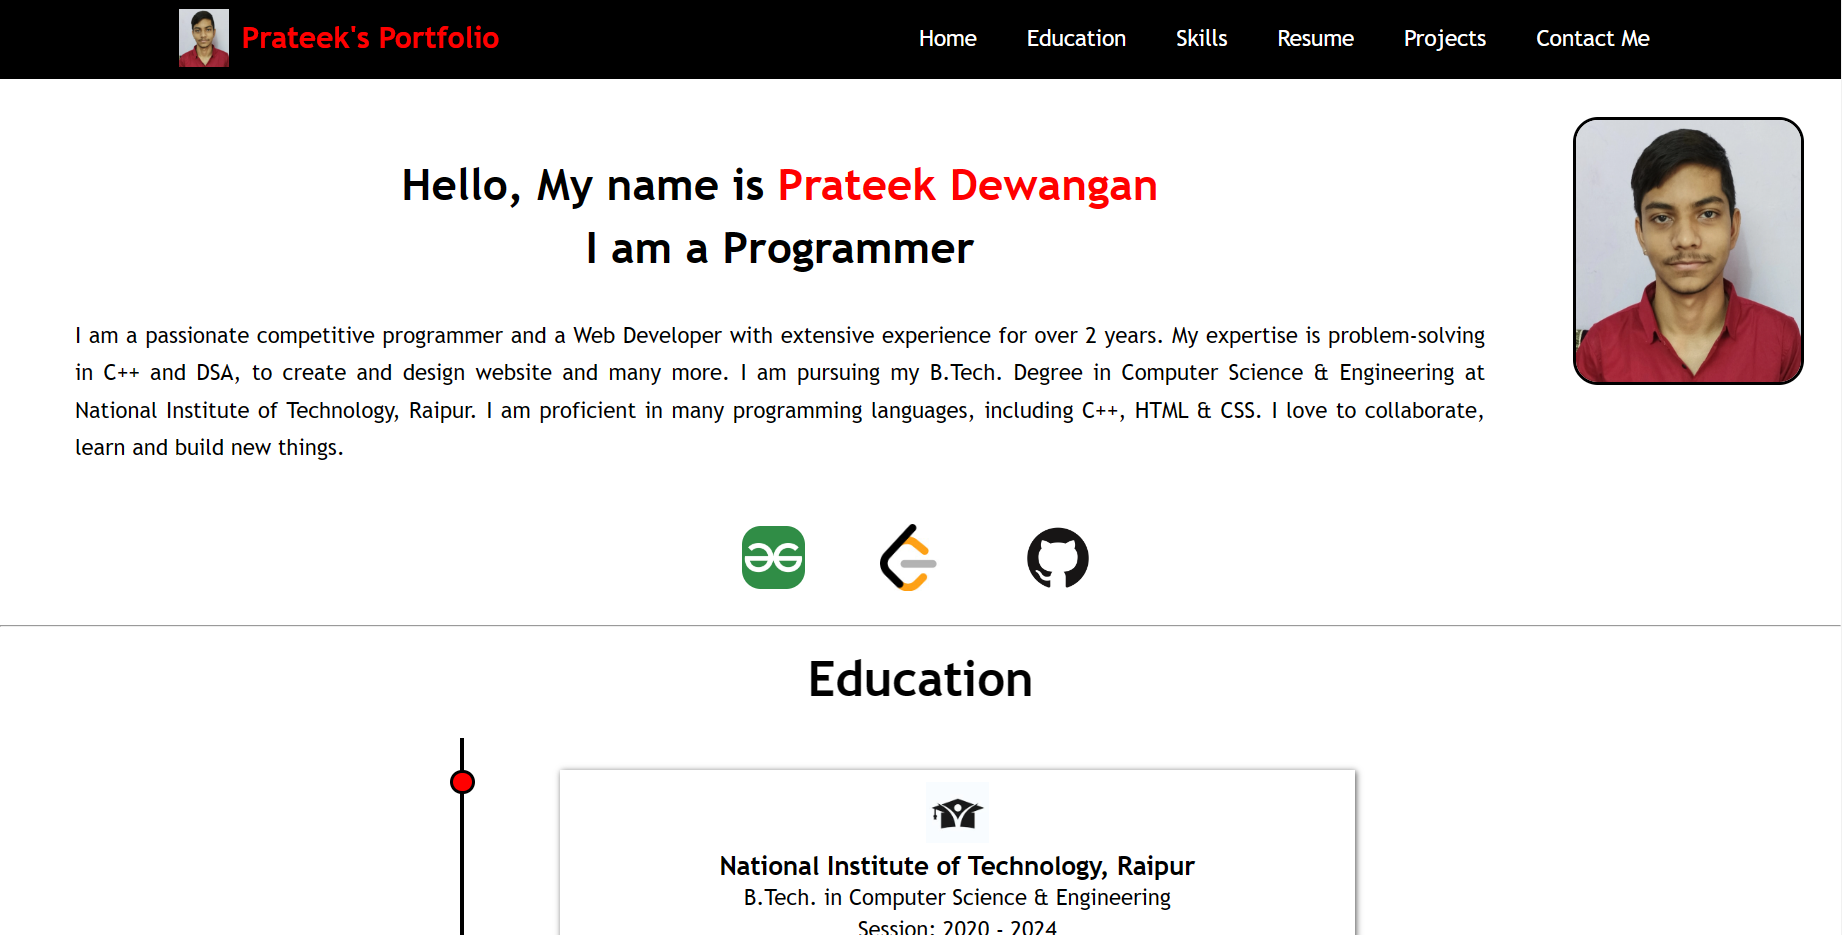 Prateek's Portfolio
Home
Education
Skills
Resume
Projects
Contact Me
Hello, My name is Prateek Dewangan
I am a Programmer
I am a passionate competitive programmer and a Web Developer with extensive experience for over 2 years. My expertise is problem-solving
in C++ and DSA, to create and design website and many more. I am pursuing my B.Tech. Degree in Computer Science & Engineering at
National Institute of Technology, Raipur. I am proficient in many programming languages, including C++, HTML & CSS. I love to collaborate,
learn and build new things.
Education
National Institute of Technology, Raipur
B.Tech. in Computer Science & Engineering
Session: 2020 - 2024